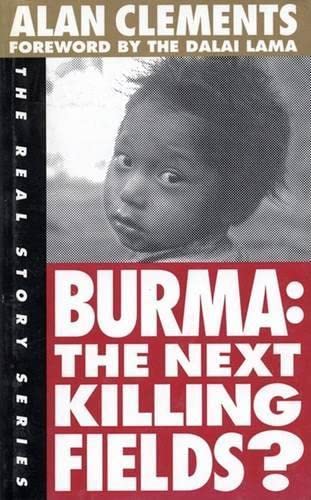 ALAN CLEMENTS
FOREWORD BY THE DALAI LAMA
THE REAL STORY SERIES
BURMA:
THE NEXT
KILLING
FIELDS?